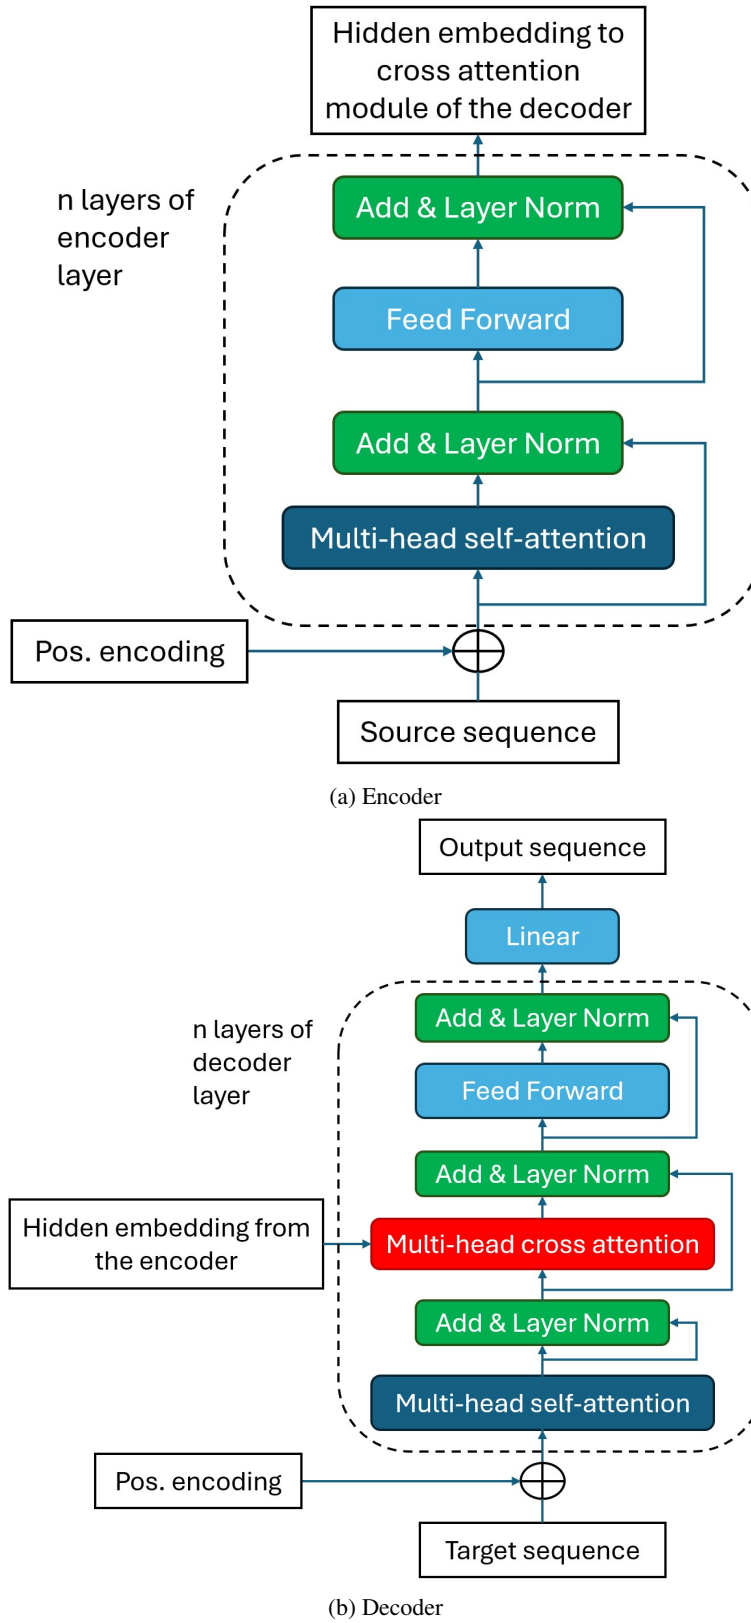 Hidden embedding to
cross attention
module of the decoder
n layers of
encoder
layer
Add & Layer Norm
Feed Forward
Add & Layer Norm
Multi-head self-attention
Pos. encoding
Source sequence
(a) Encoder
Output sequence
Linear
n layers of
decoder
layer
Add & Layer Norm
Feed Forward
Add & Layer Norm
Hidden embedding from
the encoder
Multi-head cross attention
Add & Layer Norm
Multi-head self-attention
Pos. encoding
Target sequence
(b) Decoder